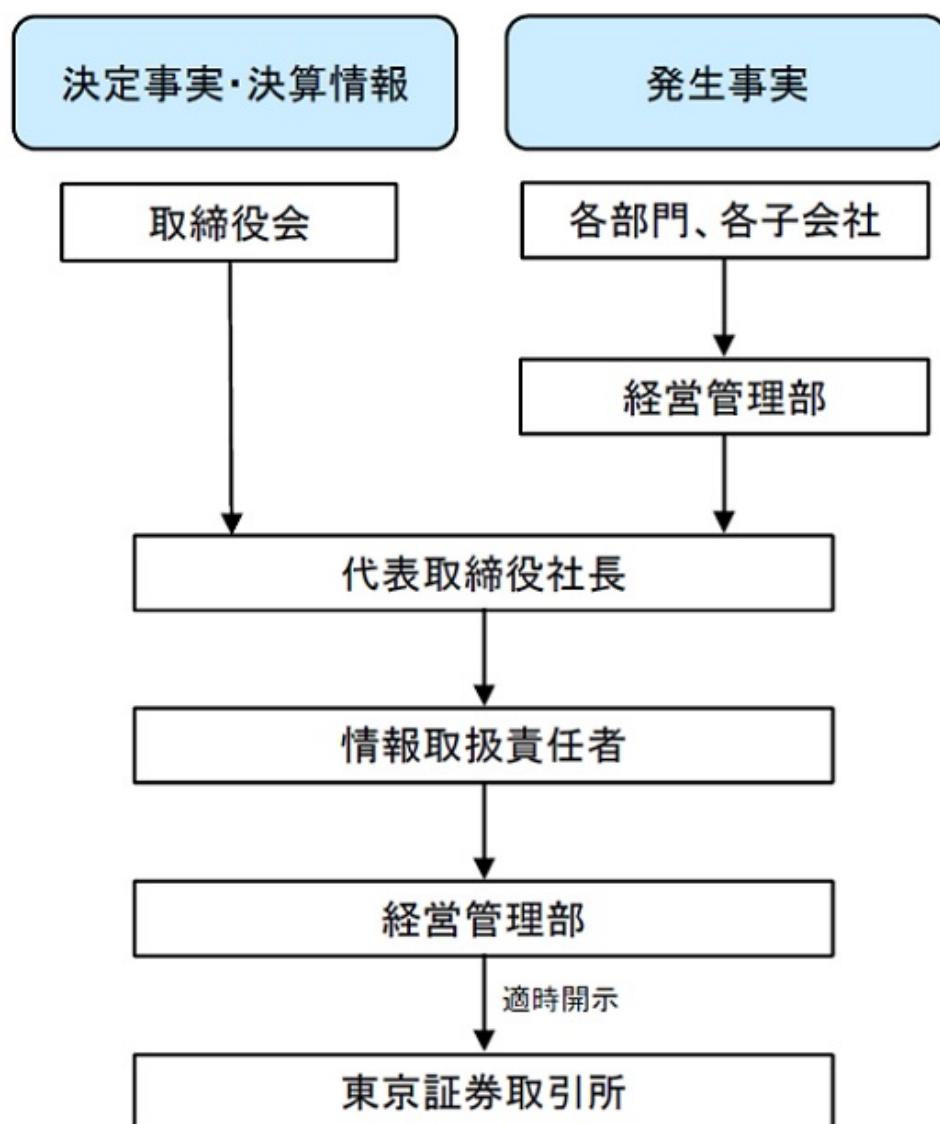 決定事実・決算情報
発生事実
取締役会
各部門、各子会社
経営管理部
代表取締役社長
情報取扱責任者
経営管理部
適時開示
東京証券取引所